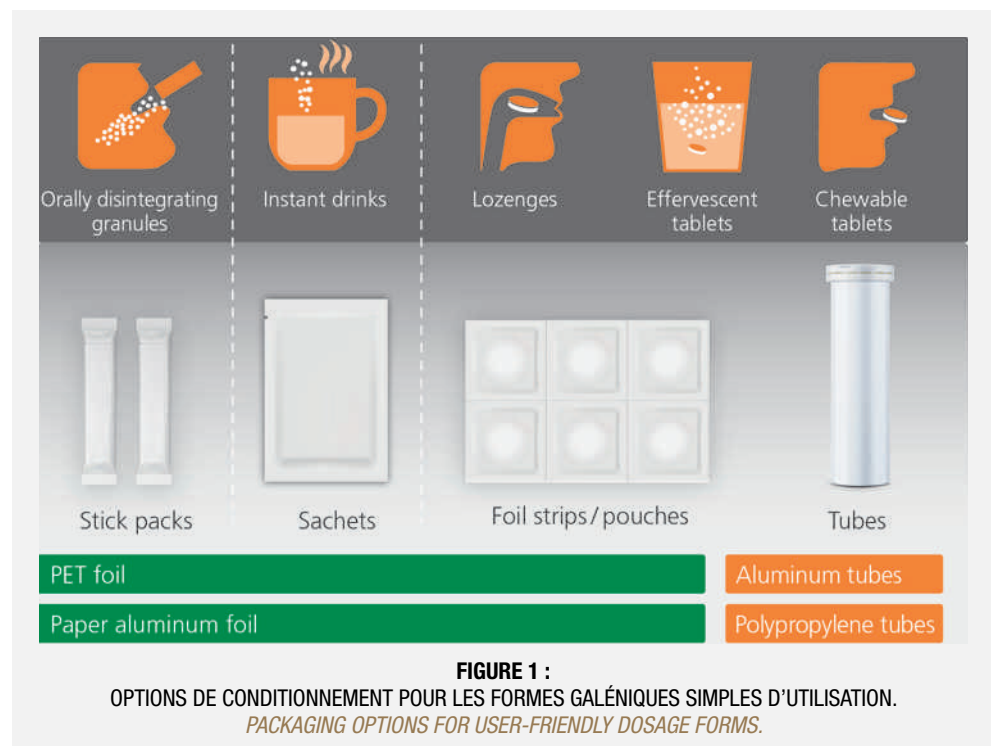 Orally disintegrating
granules
Instant drinks
Lozenges
Effervescent
tablets
Chewable
tablets
Stick packs
Sachets
Foil strips/pouches
Tubes
PET foil
Aluminum tubes
Paper aluminum foil
Polypropylene tubes
FIGURE 1 :
OPTIONS DE CONDITIONNEMENT POUR LES FORMES GALÉNIQUES SIMPLES D'UTILISATION.
PACKAGING OPTIONS FOR USER-FRIENDLY DOSAGE FORMS.